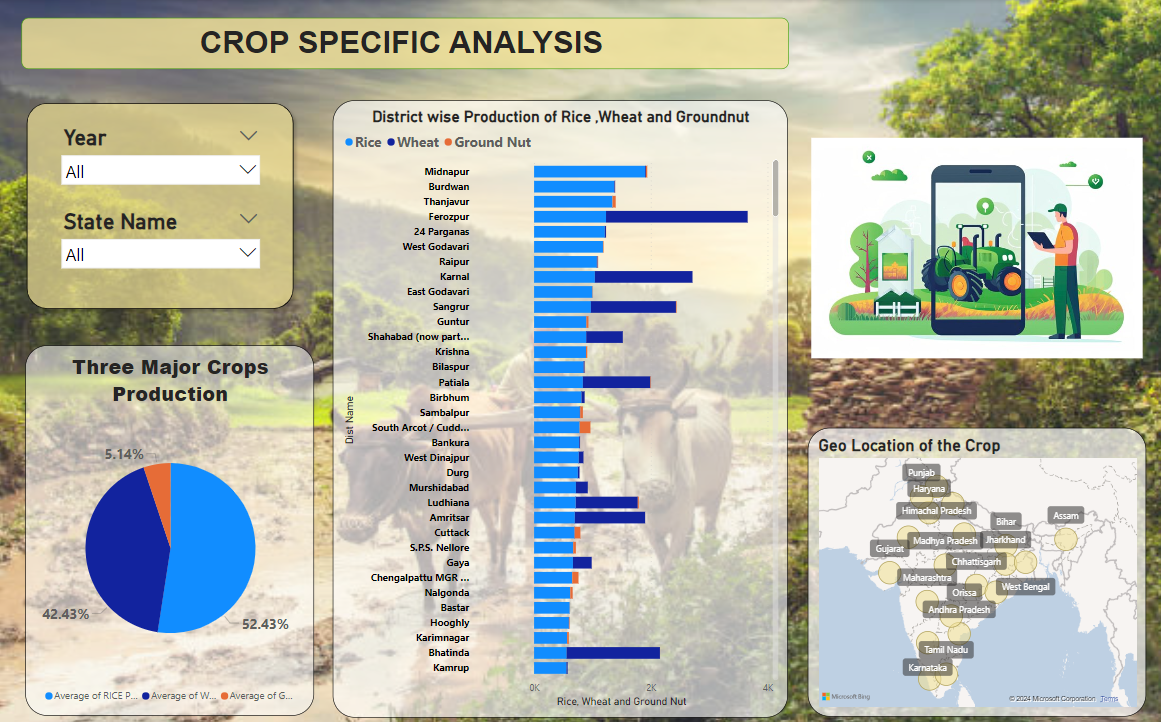 CROP SPECIFIC ANALYSIS
Year
All
State Name
All
Three Major Crops
Production
5.14%
42.43%
52.43%
Average of RICE P... Average of W... Average of G...
District wise Production of Rice ,Wheat and Groundnut
Rice Wheat Ground Nut
Dist Name
Midnapur
Burdwan
Thanjavur
Ferozpur
24 Parganas
West Godavari
Raipur
Karnal
East Godavari
Sangrur
Guntur
Shahabad (now part...
Krishna
Bilaspur
Patiala
Birbhum
Sambalpur
South Arcot / Cudd...
Bankura
West Dinajpur
Durg
Murshidabad
Ludhiana
Amritsar
Cuttack
S.P.S. Nellore
Gaya
Chengalpattu MGR ...
Nalgonda
Bastar
Hooghly
Karimnagar
Bhatinda
Kamrup
0K 2K 4K
Rice, Wheat and Ground Nut
Geo Location of the Crop
Punjab
Haryana
Himachal Pradesh
Bihar
Assam
Gujarat
Madhya Pradesh
Jharkhand
Chhattisgarh
Maharashtra
Orissa
West Bengal
Andhra Pradesh
Tamil Nadu
Karnataka
Microsoft Bing
© 2024 Microsoft Corporation Terms